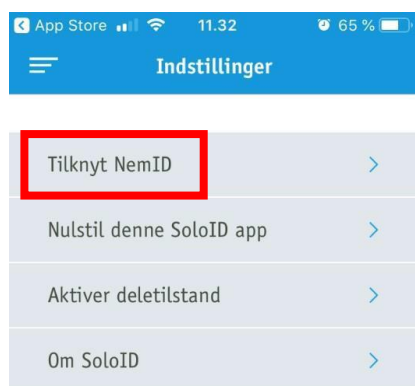 App Store 11.32 65 %
Indstillinger
Tilknyt NemID
Nulstil denne SoloID app
Aktiver deletilstand
Om SoloID